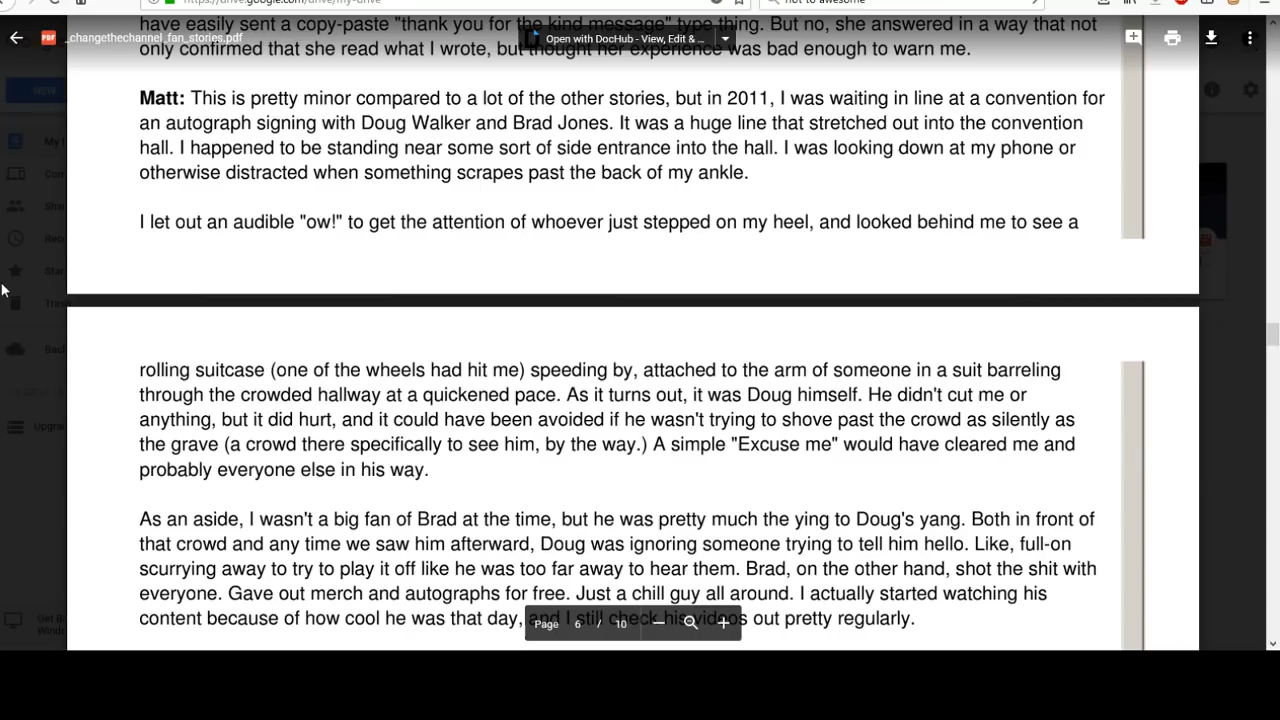 https://drive.google.com/drive/my-drive
not to awesome
have easily sent a copy-paste "thank you for the kind message" type thing. But no, she answered in a way that not
_changethechannel_fan_stories.pdf
Open with DocHub - View, Edit & ...
only confirmed that she read what I wrote, but thought her experience was bad enough to warn me.
NEW
Matt: This is pretty minor compared to a lot of the other stories, but in 2011, I was waiting in line at a convention for
an autograph signing with Doug Walker and Brad Jones. It was a huge line that stretched out into the convention
hall. I happened to be standing near some sort of side entrance into the hall. I was looking down at my phone or
otherwise distracted when something scrapes past the back of my ankle.
I let out an audible "ow!" to get the attention of whoever just stepped on my heel, and looked behind me to see a
rolling suitcase (one of the wheels had hit me) speeding by, attached to the arm of someone in a suit barreling
through the crowded hallway at a quickened pace. As it turns out, it was Doug himself. He didn't cut me or
anything, but it did hurt, and it could have been avoided if he wasn't trying to shove past the crowd as silently as
the grave (a crowd there specifically to see him, by the way.) A simple "Excuse me" would have cleared me and
probably everyone else in his way.
As an aside, I wasn't a big fan of Brad at the time, but he was pretty much the ying to Doug's yang. Both in front of
that crowd and any time we saw him afterward, Doug was ignoring someone trying to tell him hello. Like, full-on
scurrying away to try to play it off like he was too far away to hear them. Brad, on the other hand, shot the shit with
everyone. Gave out merch and autographs for free. Just a chill guy all around. I actually started watching his
content because of how cool he was that day, and I still check his videos out pretty regularly.
Page 6 / 10